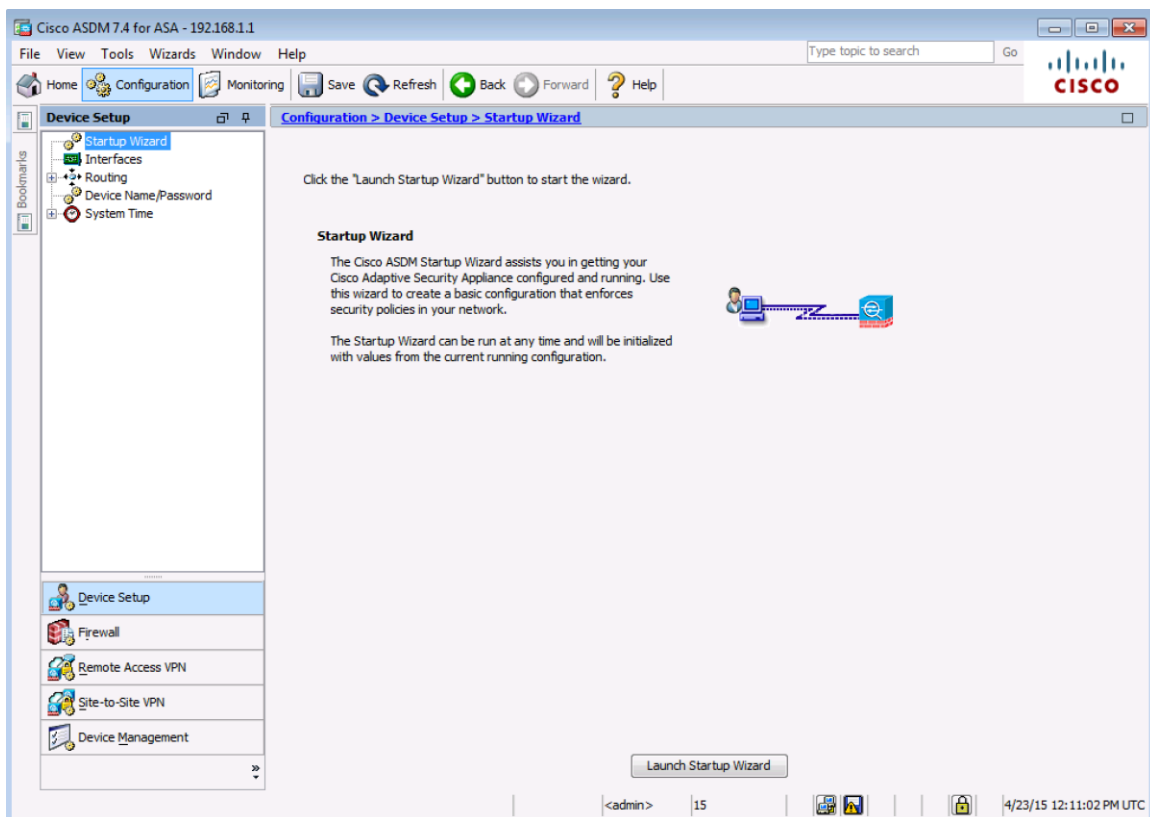 Cisco ASDM 7.4 for ASA - 192.168.1.1
File View Tools Wizards Window Help
Type topic to search Go
CISCO
Home Configuration Monitoring Save Refresh Back Forward Help
Bookmarks
Device Setup
Startup Wizard
Interfaces
Routing
Device Name/Password
System Time
Device Setup
Firewall
Remote Access VPN
Site-to-Site VPN
Device Management
Configuration > Device Setup > Startup Wizard
Click the "Launch Startup Wizard" button to start the wizard.
Startup Wizard
The Cisco ASDM Startup Wizard assists you in getting your
Cisco Adaptive Security Appliance configured and running. Use
this wizard to create a basic configuration that enforces
security policies in your network.
The Startup Wizard can be run at any time and will be initialized
with values from the current running configuration.
Launch Startup Wizard
<admin> 15 4/23/15 12:11:02 PM UTC